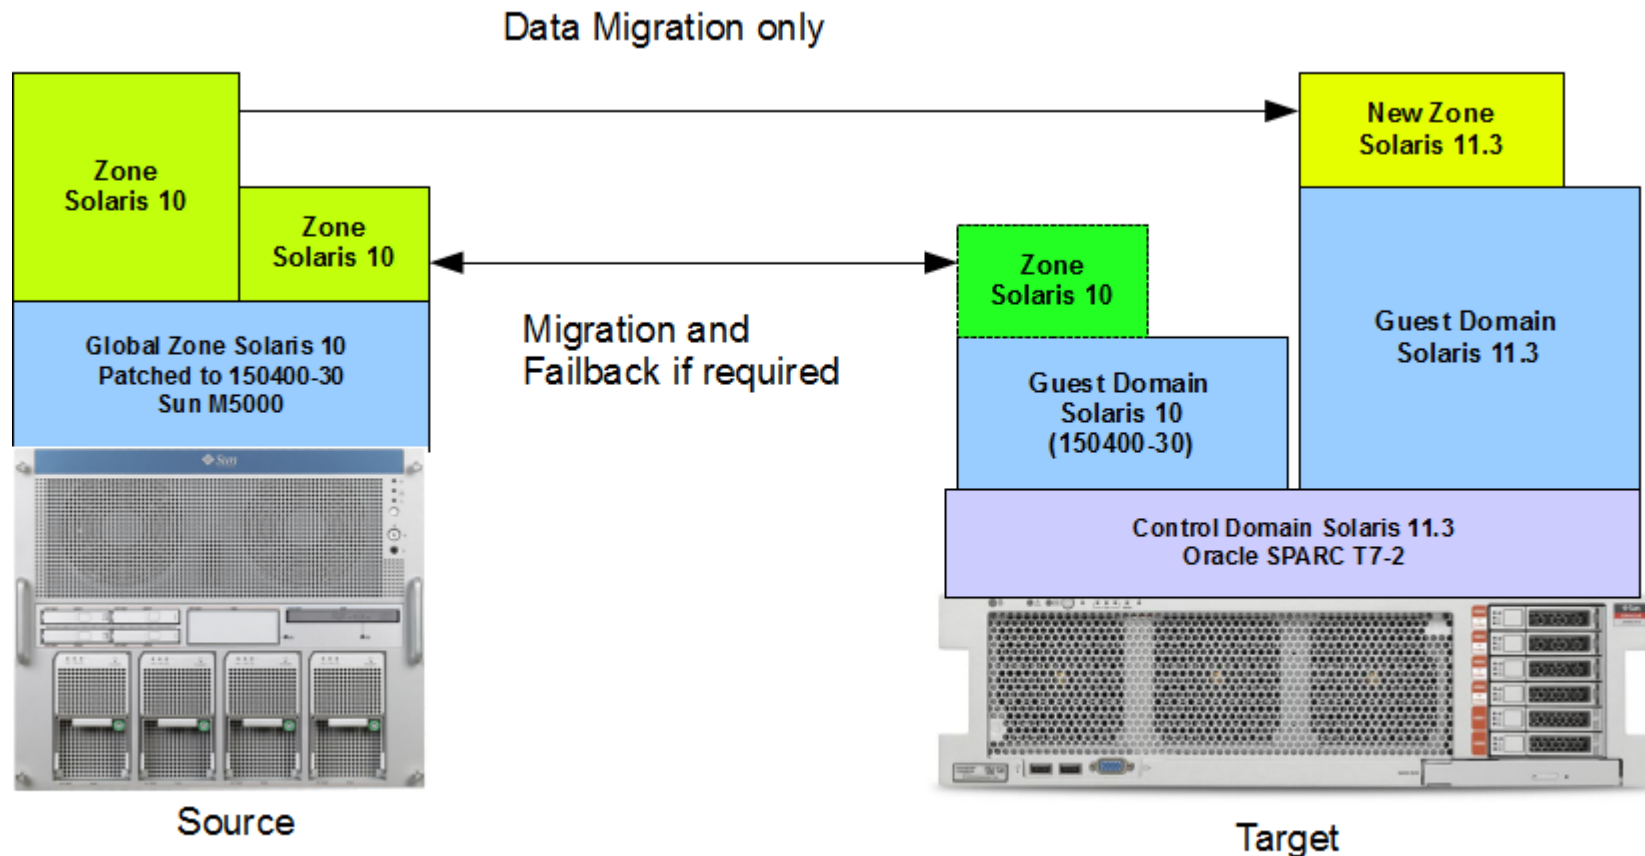 Data Migration only
Zone
Solaris 10
Zone
Solaris 10
Global Zone Solaris 10
Patched to 150400-30
Sun M5000
Sun
Migration and
Failback if required
New Zone
Solaris 11.3
Zone
Solaris 10
Guest Domain
Solaris 10
(150400-30)
Guest Domain
Solaris 11.3
Control Domain Solaris 11.3
Oracle SPARC T7-2
Source
Target